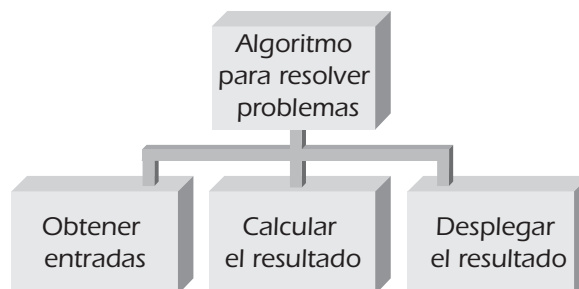 Algoritmo
para resolver
problemas
Obtener
entradas
Calcular
el resultado
Desplegar
el resultado